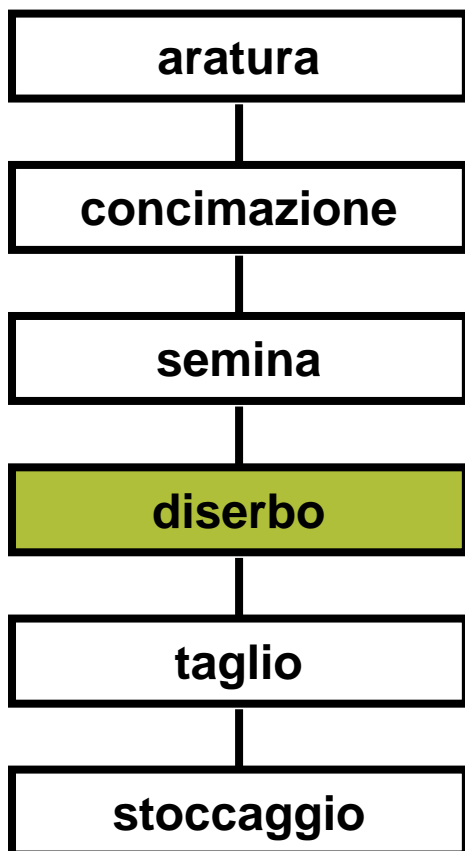 aratura
concimazione
semina
diserbo
taglio
stoccaggio